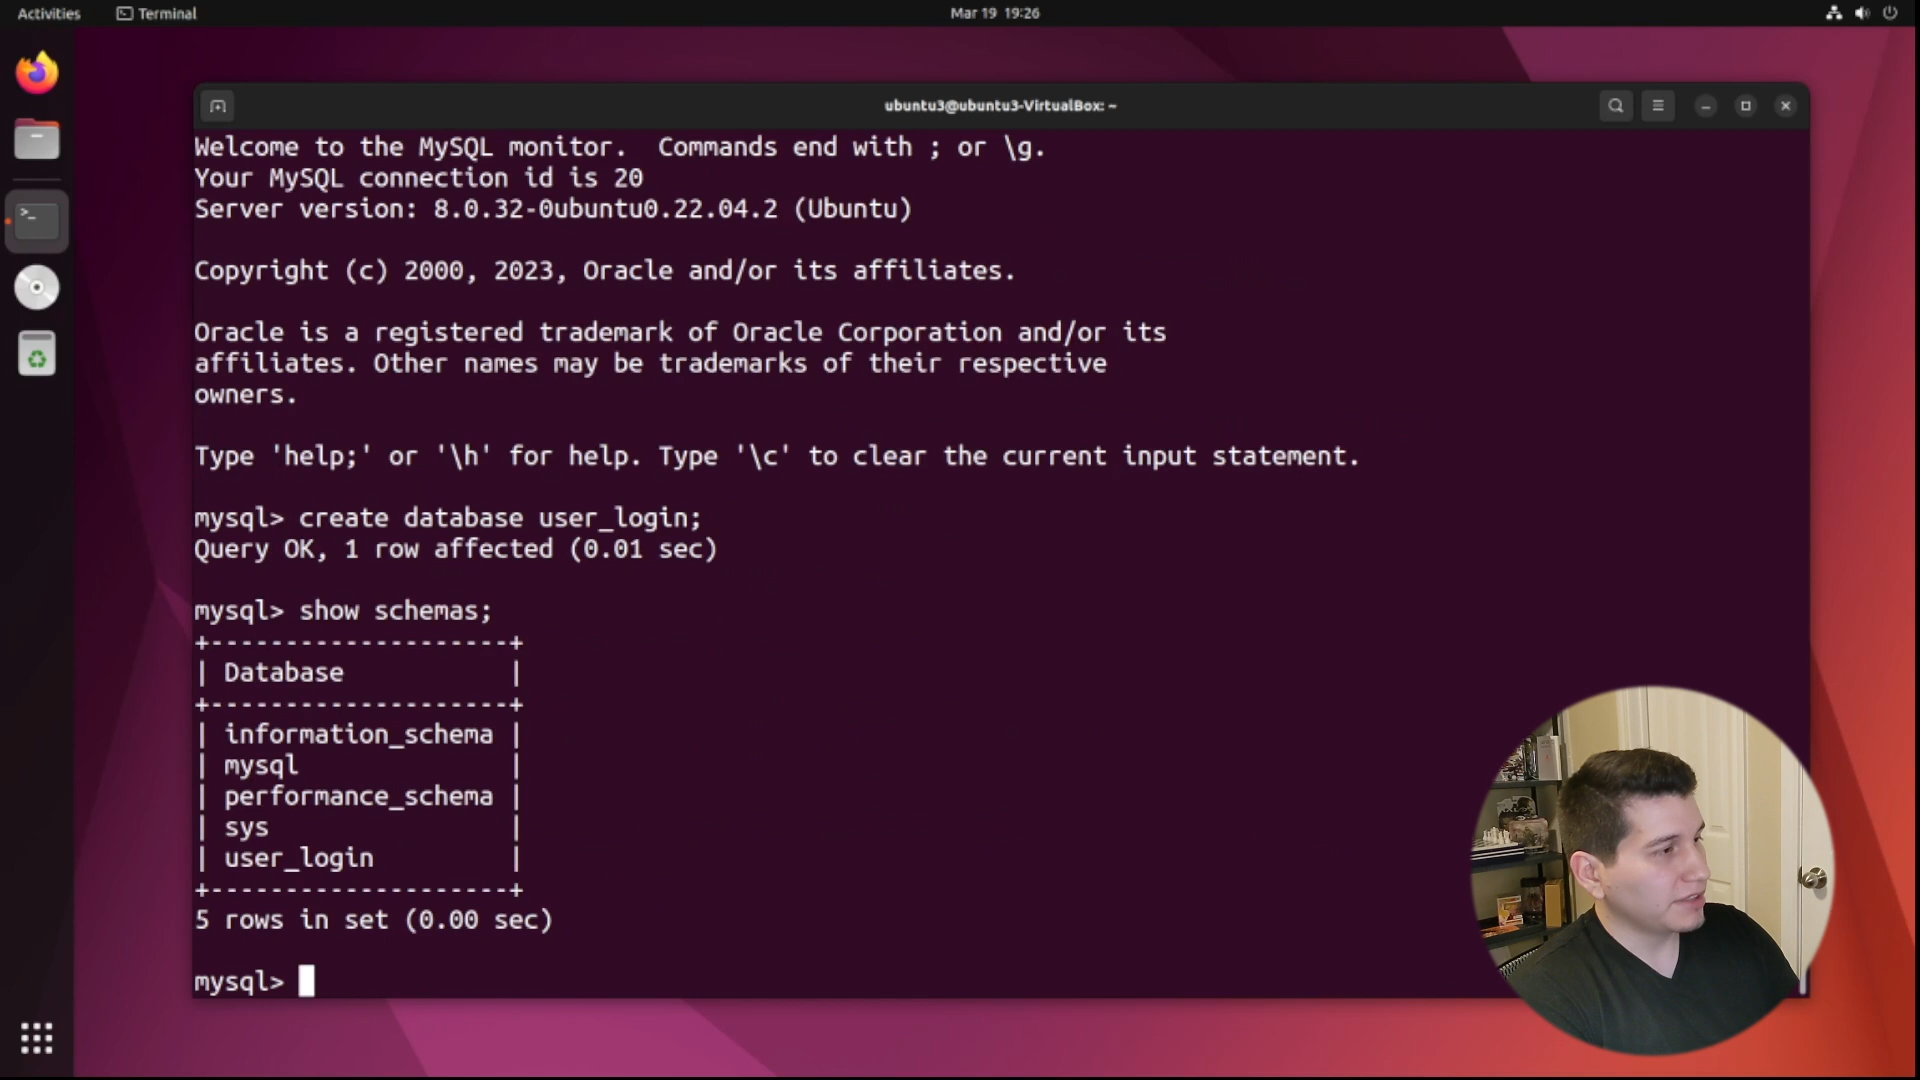 Activities Terminal Mar 19 19:26
ubuntu3@ubuntu3-VirtualBox: ~
Welcome to the MySQL monitor.  Commands end with ; or \g.
Your MySQL connection id is 20
Server version: 8.0.32-0ubuntu0.22.04.2 (Ubuntu)
Copyright (c) 2000, 2023, Oracle and/or its affiliates.
Oracle is a registered trademark of Oracle Corporation and/or its
affiliates. Other names may be trademarks of their respective
owners.
Type 'help;' or '\h' for help. Type '\c' to clear the current input statement.
mysql> create database user_login;
Query OK, 1 row affected (0.01 sec)
mysql> show schemas;
+--------------------+
| Database           |
+--------------------+
| information_schema |
| mysql              |
| performance_schema |
| sys                |
| user_login         |
+--------------------+
5 rows in set (0.00 sec)
mysql>